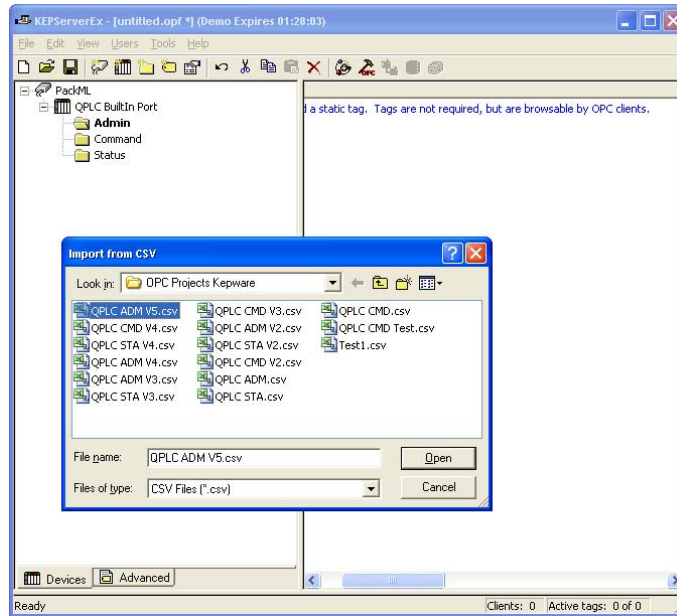 KEPServerEx - [untitled.opf *] (Demo Expires 01:28:03)
File Edit View Users Tools Help
PackML
QPLC BuiltIn Port
Admin
Command
Status
d a static tag. Tags are not required, but are browsable by OPC clients.
Import from CSV
Look in: OPC Projects Kepware
QPLC ADM V5.csv QPLC CMD V3.csv QPLC CMD.csv
QPLC CMD V4.csv QPLC ADM V2.csv QPLC CMD Test.csv
QPLC STA V4.csv QPLC STA V2.csv Test1.csv
QPLC ADM V4.csv QPLC CMD V2.csv
QPLC ADM V3.csv QPLC ADM.csv
QPLC STA V3.csv QPLC STA.csv
File name: QPLC ADM V5.csv Open
Files of type: CSV Files (*.csv) Cancel
Devices Advanced
Ready Clients: 0 Active tags: 0 of 0